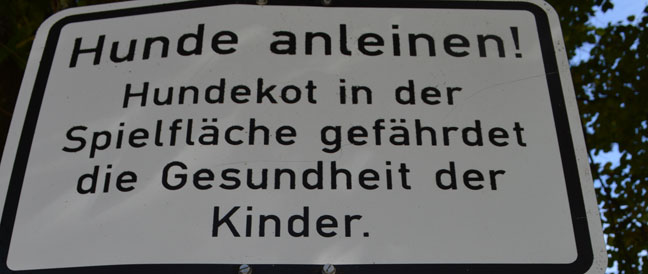 Hunde anleinen!
Hundekot in der
Spielfläche gefährdet
die Gesundheit der
Kinder.